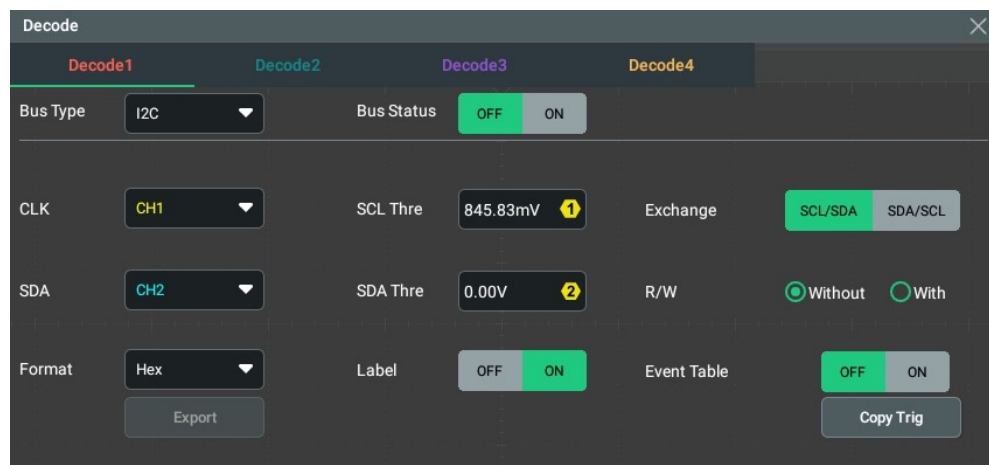 Decode
Decode1 Decode2 Decode3 Decode4
Bus Type I2C Bus Status OFF ON
CLK CH1 SCL Thre 845.83mV 1 Exchange SCL/SDA SDA/SCL
SDA CH2 SDA Thre 0.00V 2 R/W Without With
Format Hex Label OFF ON Event Table OFF ON
Export Copy Trig